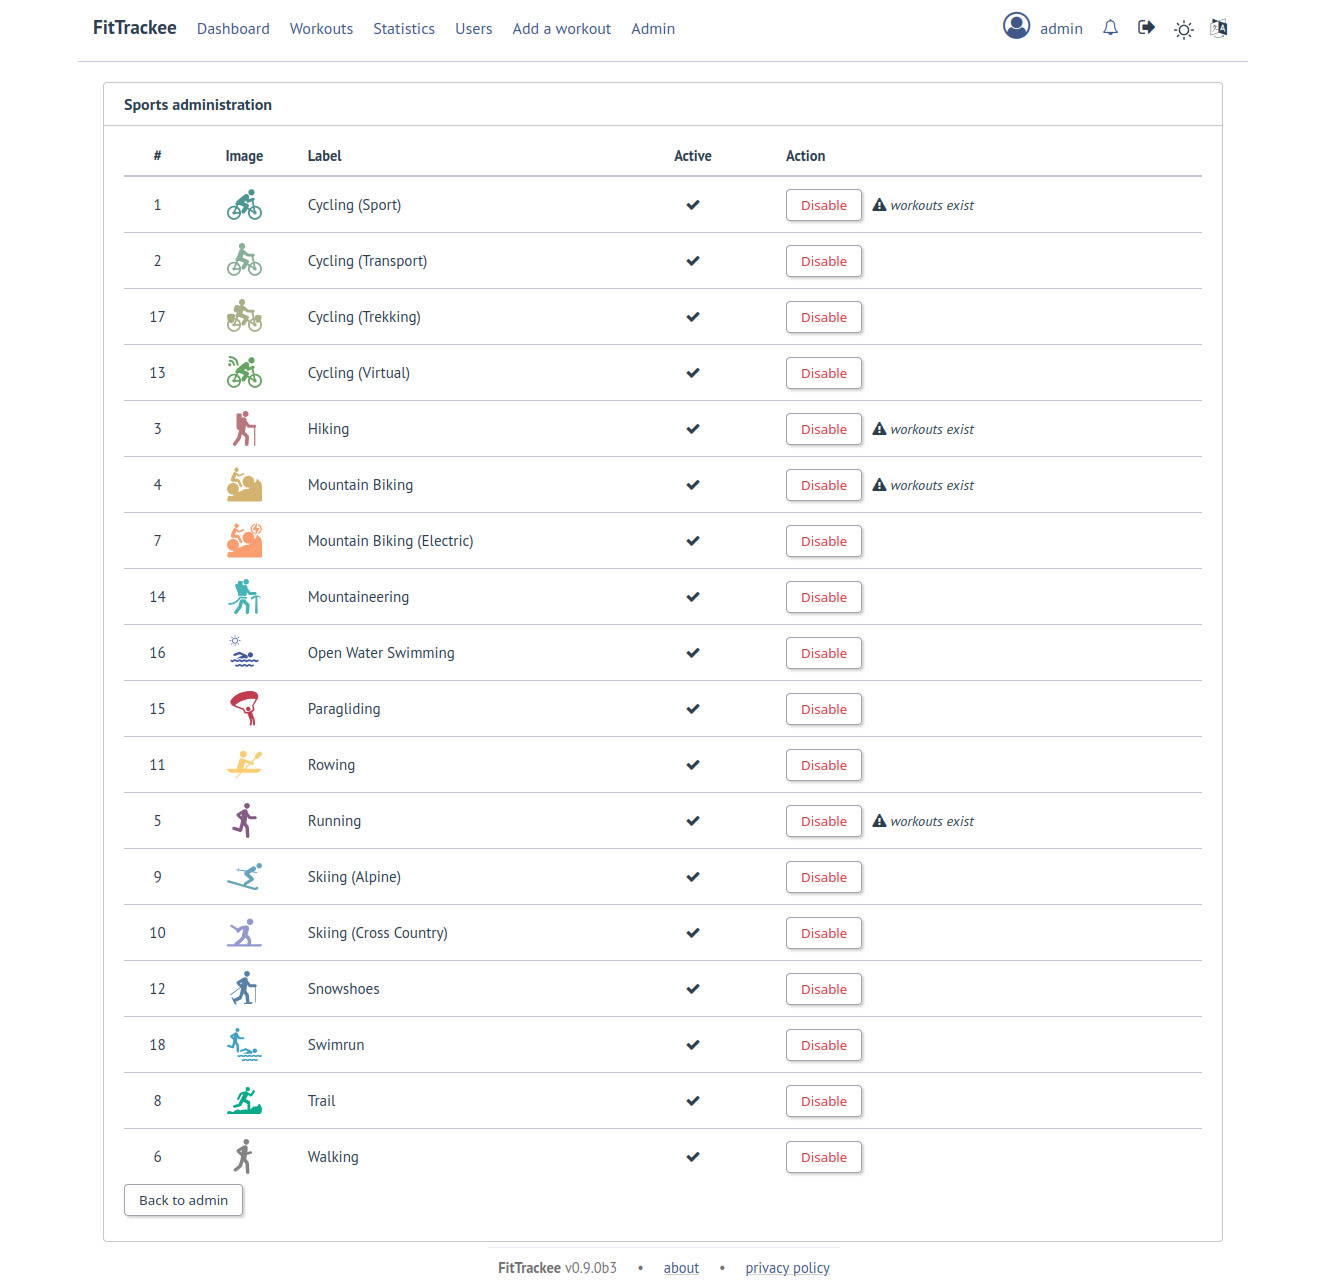 FitTrackee Dashboard Workouts Statistics Users Add a workout Admin admin
Sports administration
# Image Label Active Action
1 Cycling (Sport) Disable workouts exist
2 Cycling (Transport) Disable
17 Cycling (Trekking) Disable
13 Cycling (Virtual) Disable
3 Hiking Disable workouts exist
4 Mountain Biking Disable workouts exist
7 Mountain Biking (Electric) Disable
14 Mountaineering Disable
16 Open Water Swimming Disable
15 Paragliding Disable
11 Rowing Disable
5 Running Disable workouts exist
9 Skiing (Alpine) Disable
10 Skiing (Cross Country) Disable
12 Snowshoes Disable
18 Swimrun Disable
8 Trail Disable
6 Walking Disable
Back to admin
FitTrackee v0.9.0b3 • about • privacy policy